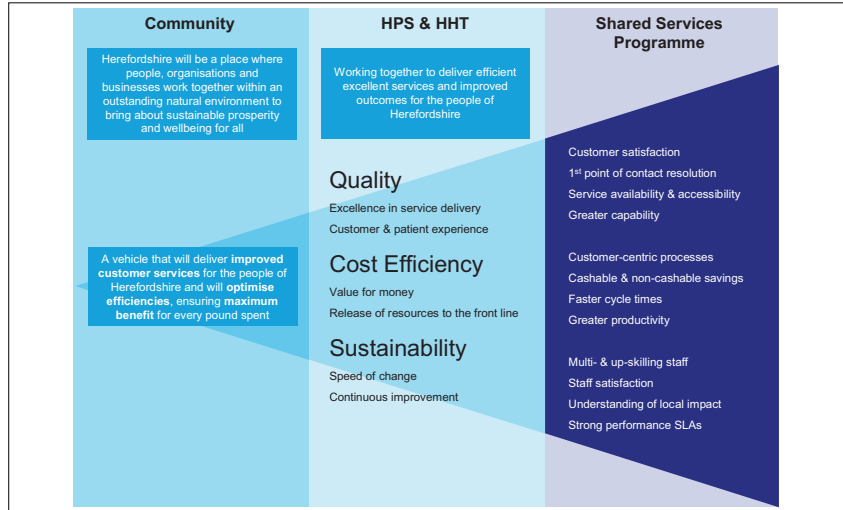 Community
Herefordshire will be a place where
people, organisations and
businesses work together within an
outstanding natural environment to
bring about sustainable prosperity
and wellbeing for all
A vehicle that will deliver improved
customer services for the people of
Herefordshire and will optimise
efficiencies, ensuring maximum
benefit for every pound spent
HPS & HHT
Working together to deliver efficient
excellent services and improved
outcomes for the people of
Herefordshire
Quality
Excellence in service delivery
Customer & patient experience
Cost Efficiency
Value for money
Release of resources to the front line
Sustainability
Speed of change
Continuous improvement
Shared Services
Programme
Customer satisfaction
1st point of contact resolution
Service availability & accessibility
Greater capability
Customer-centric processes
Cashable & non-cashable savings
Faster cycle times
Greater productivity
Multi- & up-skilling staff
Staff satisfaction
Understanding of local impact
Strong performance SLAs